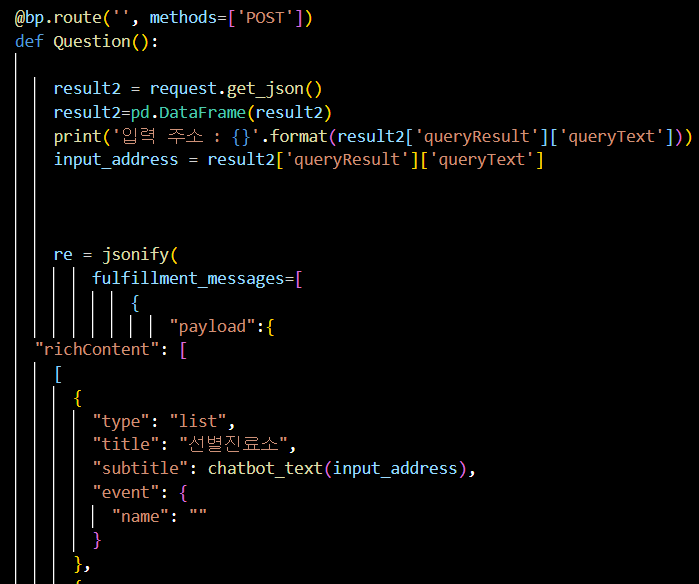 @bp.route('', methods=['POST'])
def Question():
result2 = request.get_json()
result2=pd.DataFrame(result2)
print('입력 주소 : {}'.format(result2['queryResult']['queryText']))
input_address = result2['queryResult']['queryText']
re = jsonify(
fulfillment_messages=[
{
"payload":{
"richContent": [
[
{
"type": "list",
"title": "선별진료소",
"subtitle": chatbot_text(input_address),
"event": {
"name": ""
}
},
{